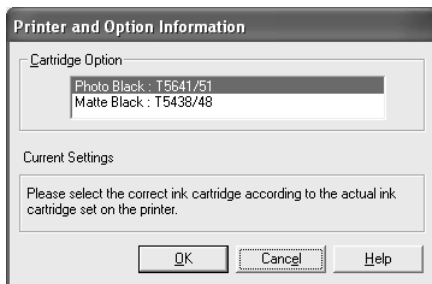 Printer and Option Information
Cartridge Option
Photo Black : T5641/51
Matte Black : T5438/48
Current Settings
Please select the correct ink cartridge according to the actual ink
cartridge set on the printer.
OK
Cancel
Help